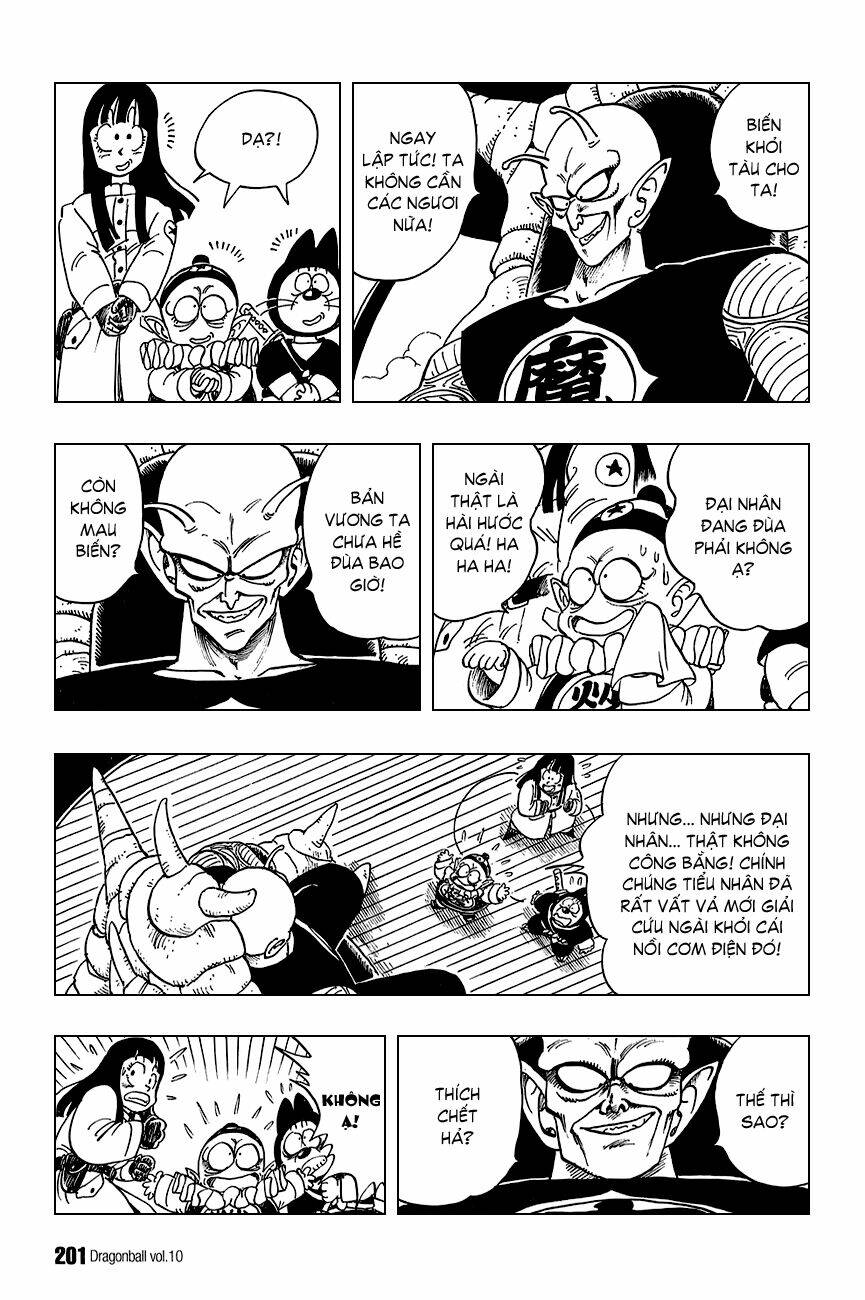 BIẾN
KHỎI
TÀU CHO
TA!
NGAY
LẬP TỨC! TA
KHÔNG CẦN
CÁC NGƯƠI
NỮA!
魔
DẠ?!
ĐẠI NHÂN
ĐANG ĐÙA
PHẢI KHÔNG
Ạ?
NGÀI
THẬT LÀ
HÀI HƯỚC
QUÁ! HA
HA HA!
炒
BẢN
VƯƠNG TA
CHƯA HỀ
ĐÙA BAO
GIỜ!
CÒN
KHÔNG
MAU
BIẾN?
NHƯNG... NHƯNG ĐẠI
NHÂN... THẬT KHÔNG
CÔNG BẰNG! CHÍNH
CHÚNG TIỂU NHÂN ĐÃ
RẤT VẤT VẢ MỚI GIẢI
CỨU NGÀI KHỎI CÁI
NỒI CƠM ĐIỆN ĐÓ!
THẾ THÌ
SAO?
THÍCH
CHẾT
HẢ?
KHÔNG
Ạ!
201 Dragonball vol.10